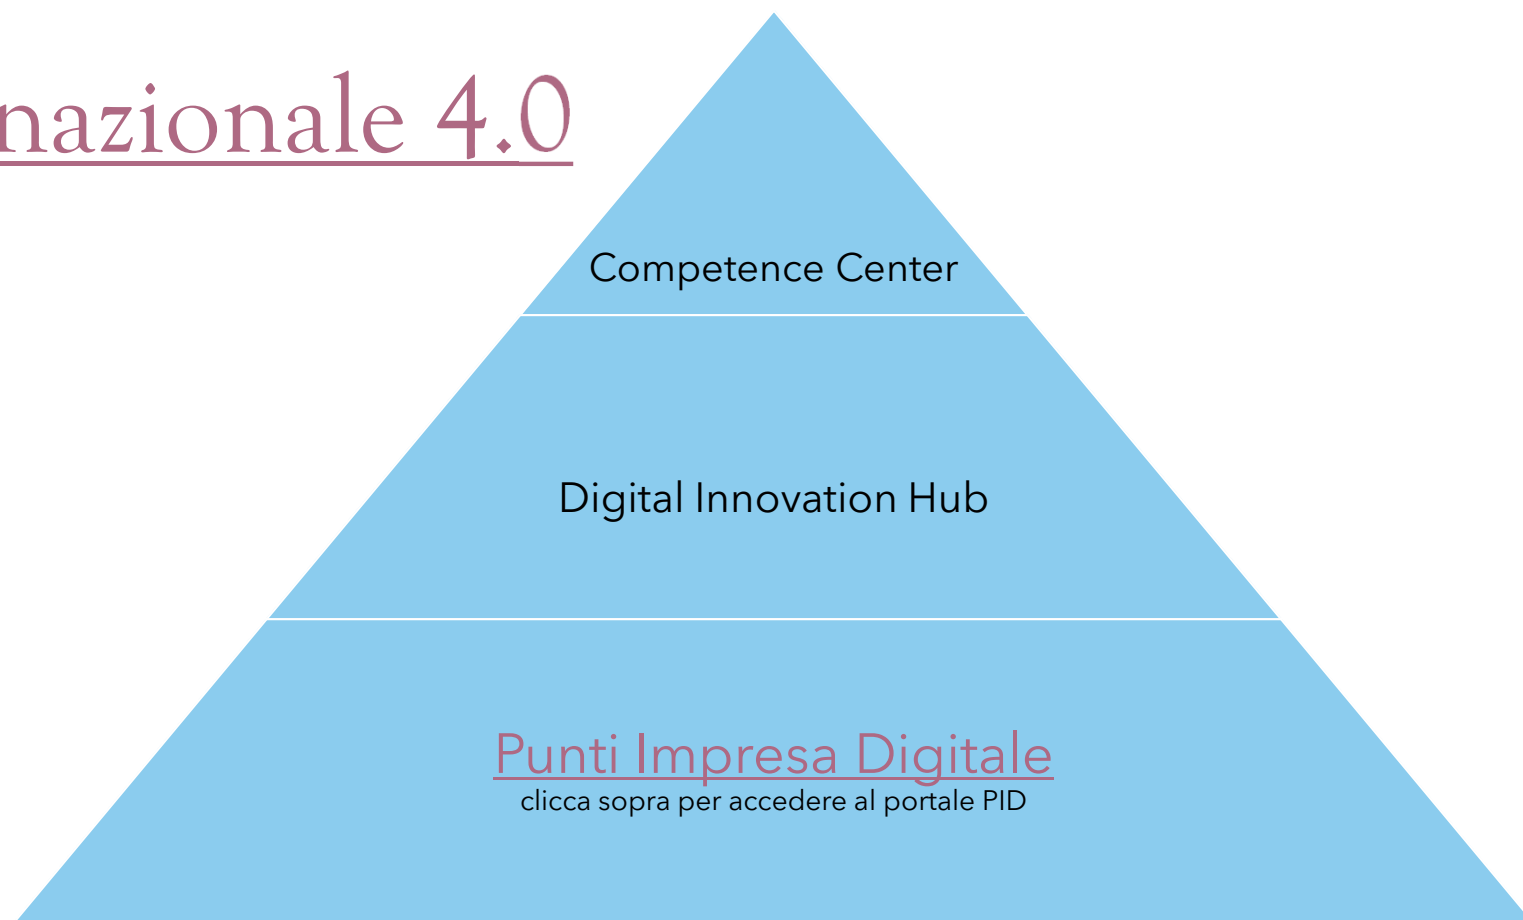 nazionale 4.0
Competence Center
Digital Innovation Hub
Punti Impresa Digitale
clicca sopra per accedere al portale PID